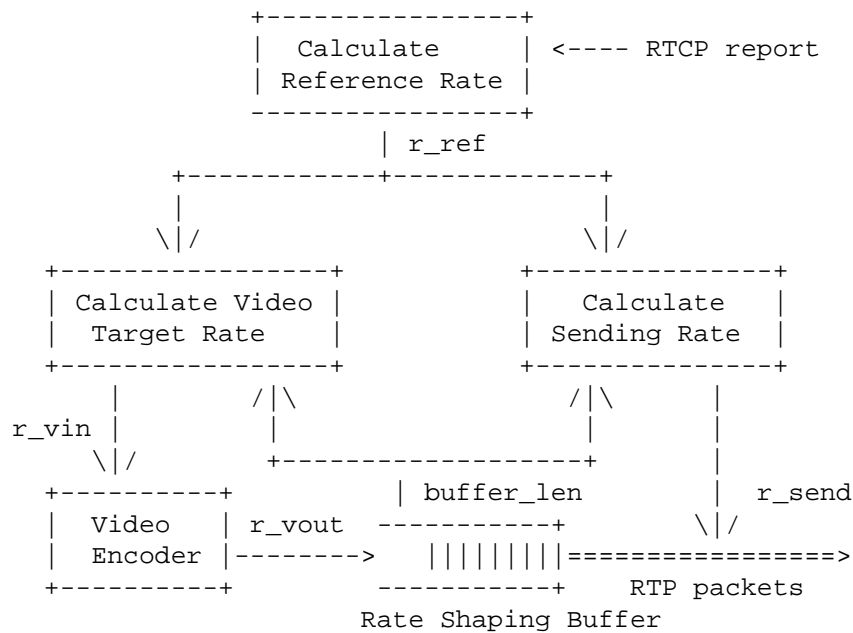 Calculate <---- RTCP report
Reference Rate
r_ref
Calculate Video Calculate
Target Rate Sending Rate
r_vin
buffer_len r_send
Video r_vout
Encoder
RTP packets
Rate Shaping Buffer